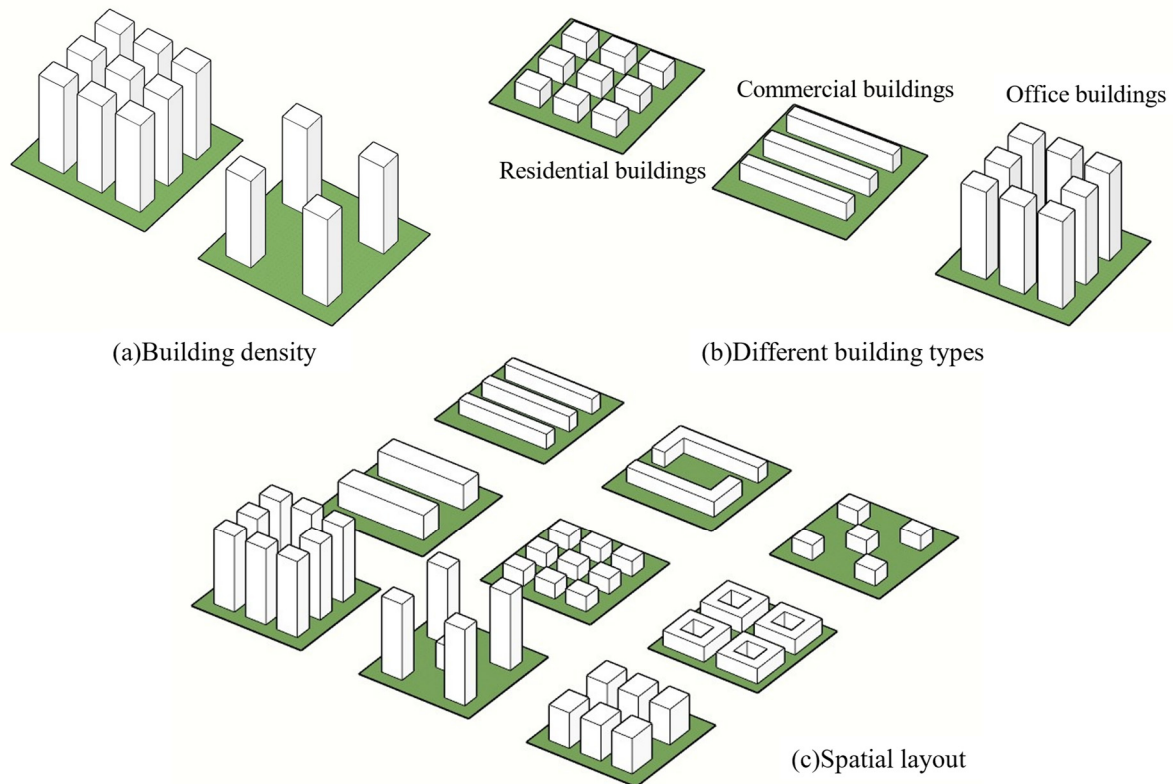 Commercial buildings
Office buildings
Residential buildings
(a)Building density
(b)Different building types
(c)Spatial layout